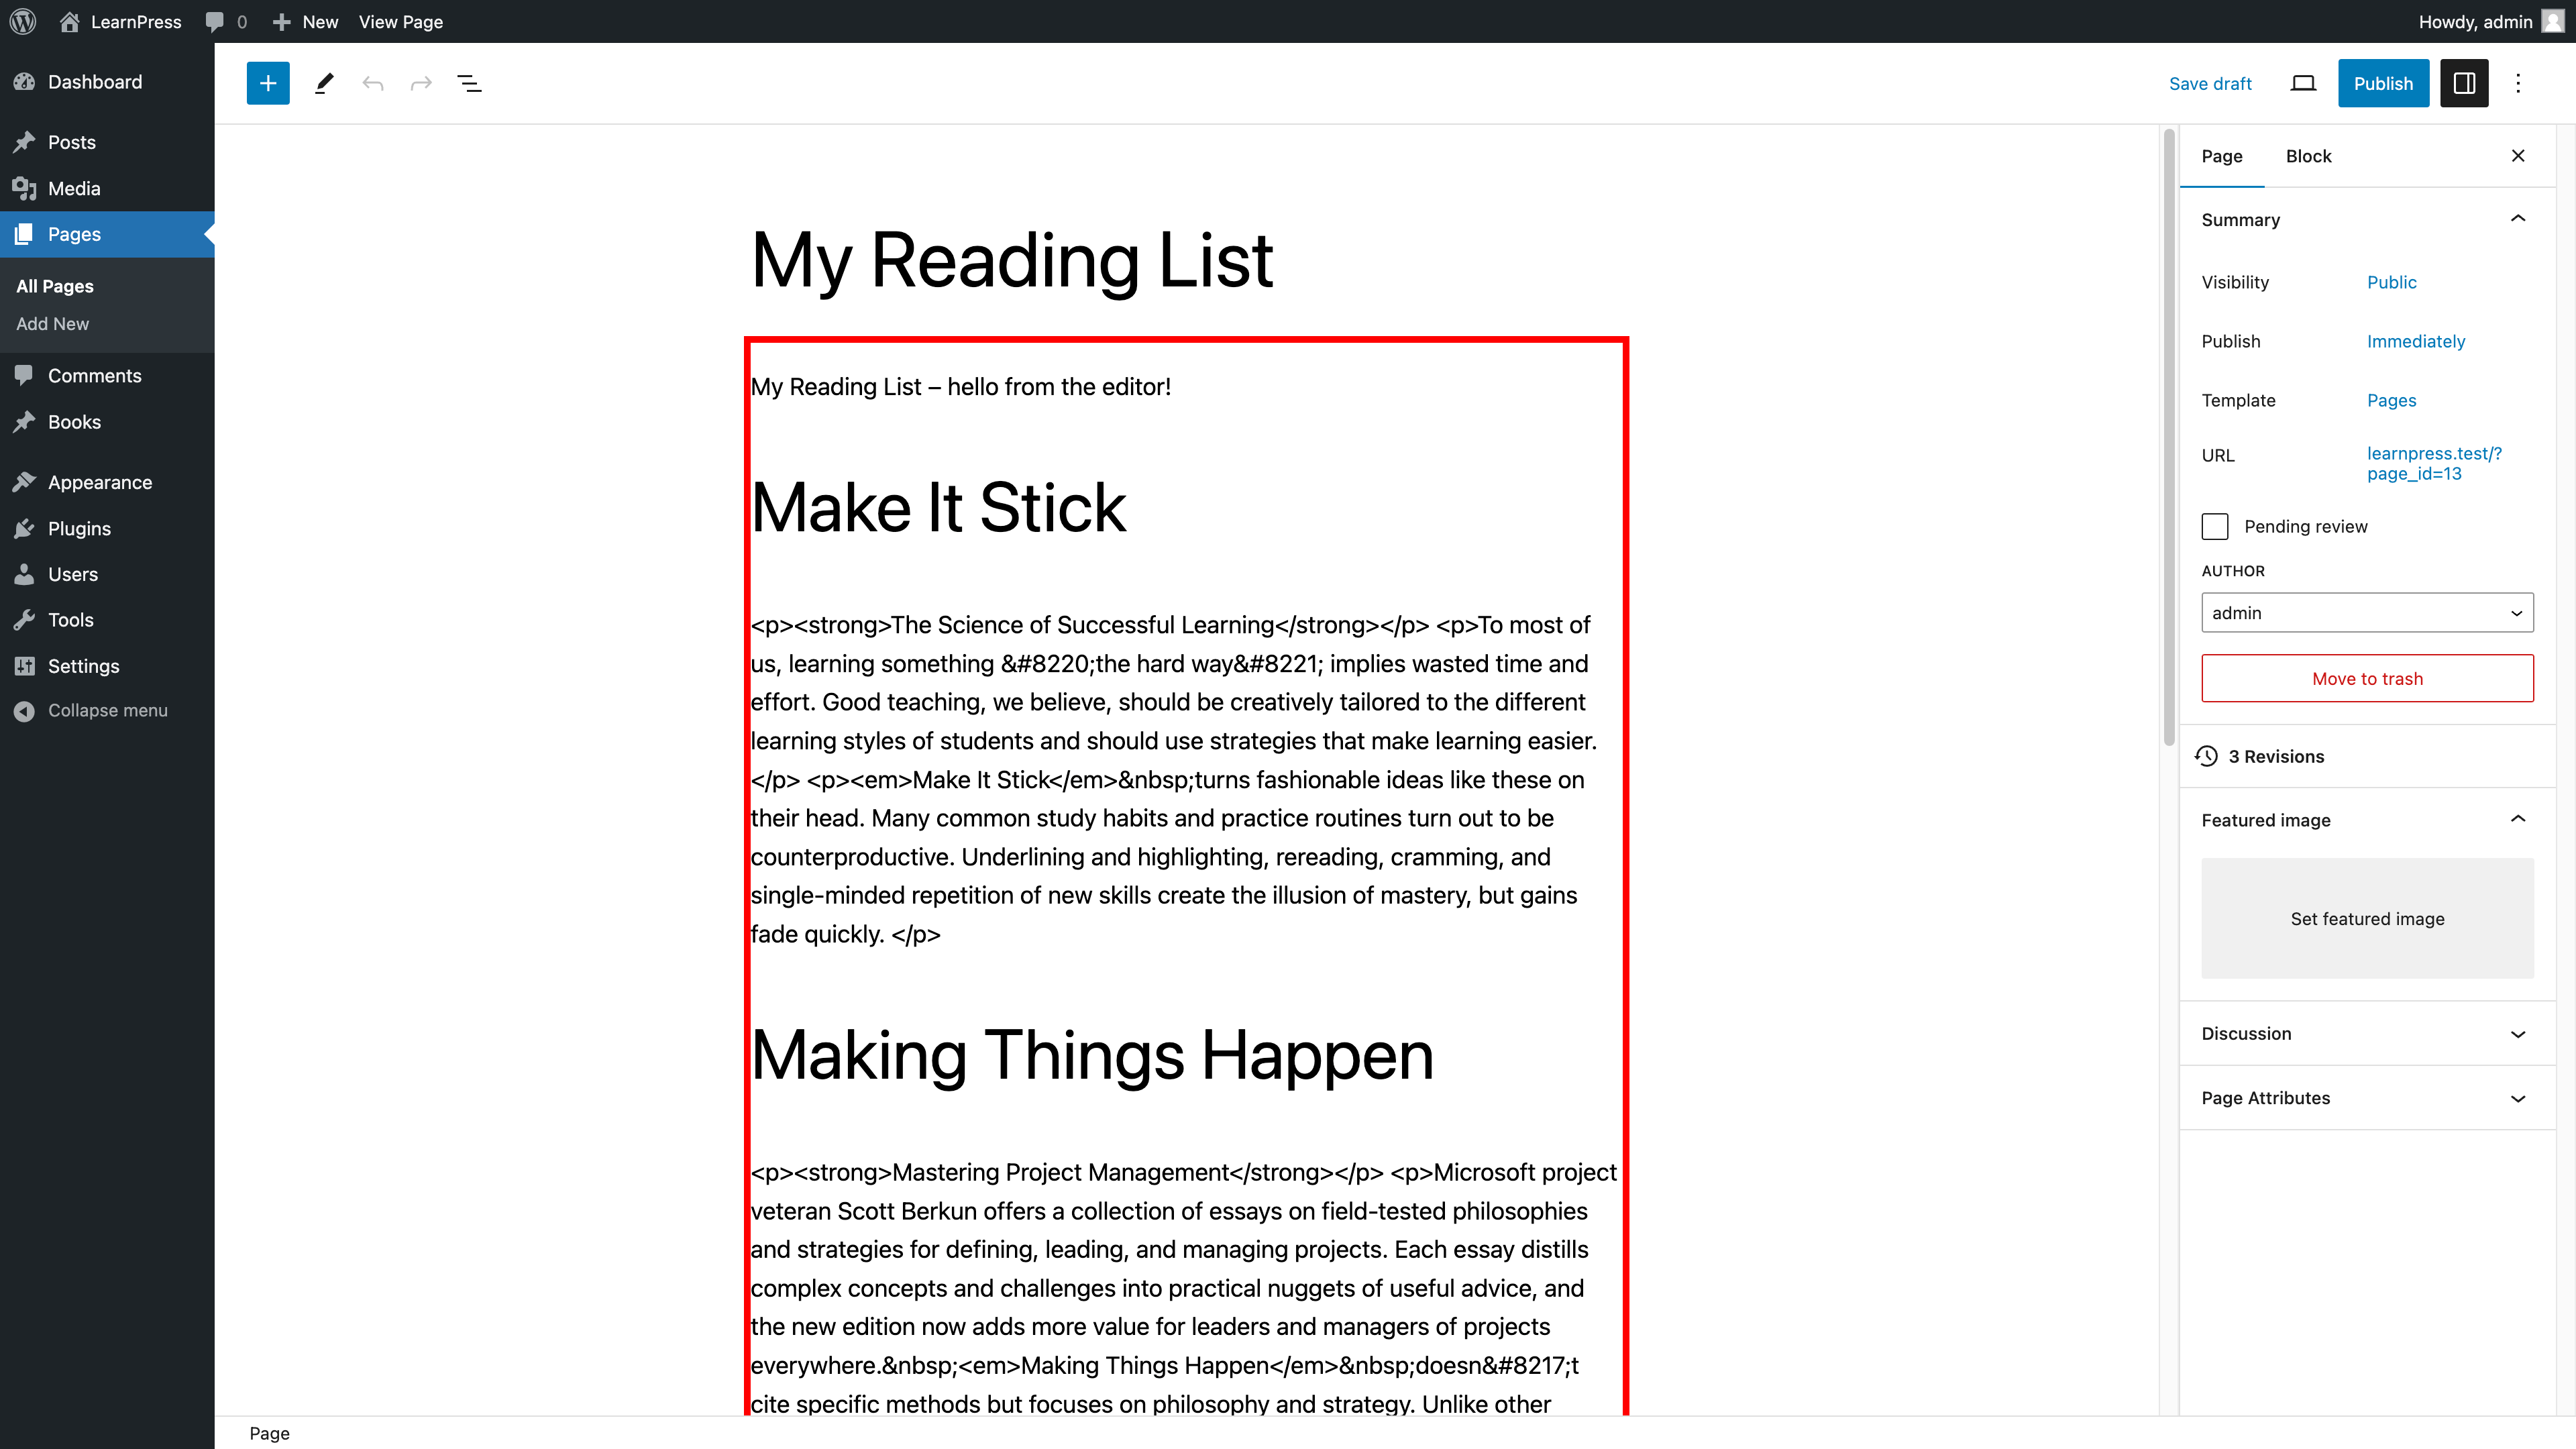 LearnPress 0 New View Page Howdy, admin
Dashboard
Posts
Media
Pages
All Pages
Add New
Comments
Books
Appearance
Plugins
Users
Tools
Settings
Collapse menu
Save draft Publish
My Reading List
My Reading List – hello from the editor!
Make It Stick
<p><strong>The Science of Successful Learning</strong></p> <p>To most of
us, learning something &#8220;the hard way&#8221; implies wasted time and
effort. Good teaching, we believe, should be creatively tailored to the different
learning styles of students and should use strategies that make learning easier.
</p> <p><em>Make It Stick</em>&nbsp;turns fashionable ideas like these on
their head. Many common study habits and practice routines turn out to be
counterproductive. Underlining and highlighting, rereading, cramming, and
single-minded repetition of new skills create the illusion of mastery, but gains
fade quickly. </p>
Making Things Happen
<p><strong>Mastering Project Management</strong></p> <p>Microsoft project
veteran Scott Berkun offers a collection of essays on field-tested philosophies
and strategies for defining, leading, and managing projects. Each essay distills
complex concepts and challenges into practical nuggets of useful advice, and
the new edition now adds more value for leaders and managers of projects
everywhere.&nbsp;<em>Making Things Happen</em>&nbsp;doesn&#8217;t
cite specific methods but focuses on philosophy and strategy. Unlike other
Page Block
Summary
Visibility Public
Publish Immediately
Template Pages
URL learnpress.test/?
page_id=13
Pending review
AUTHOR
admin
Move to trash
3 Revisions
Featured image
Set featured image
Discussion
Page Attributes
Page